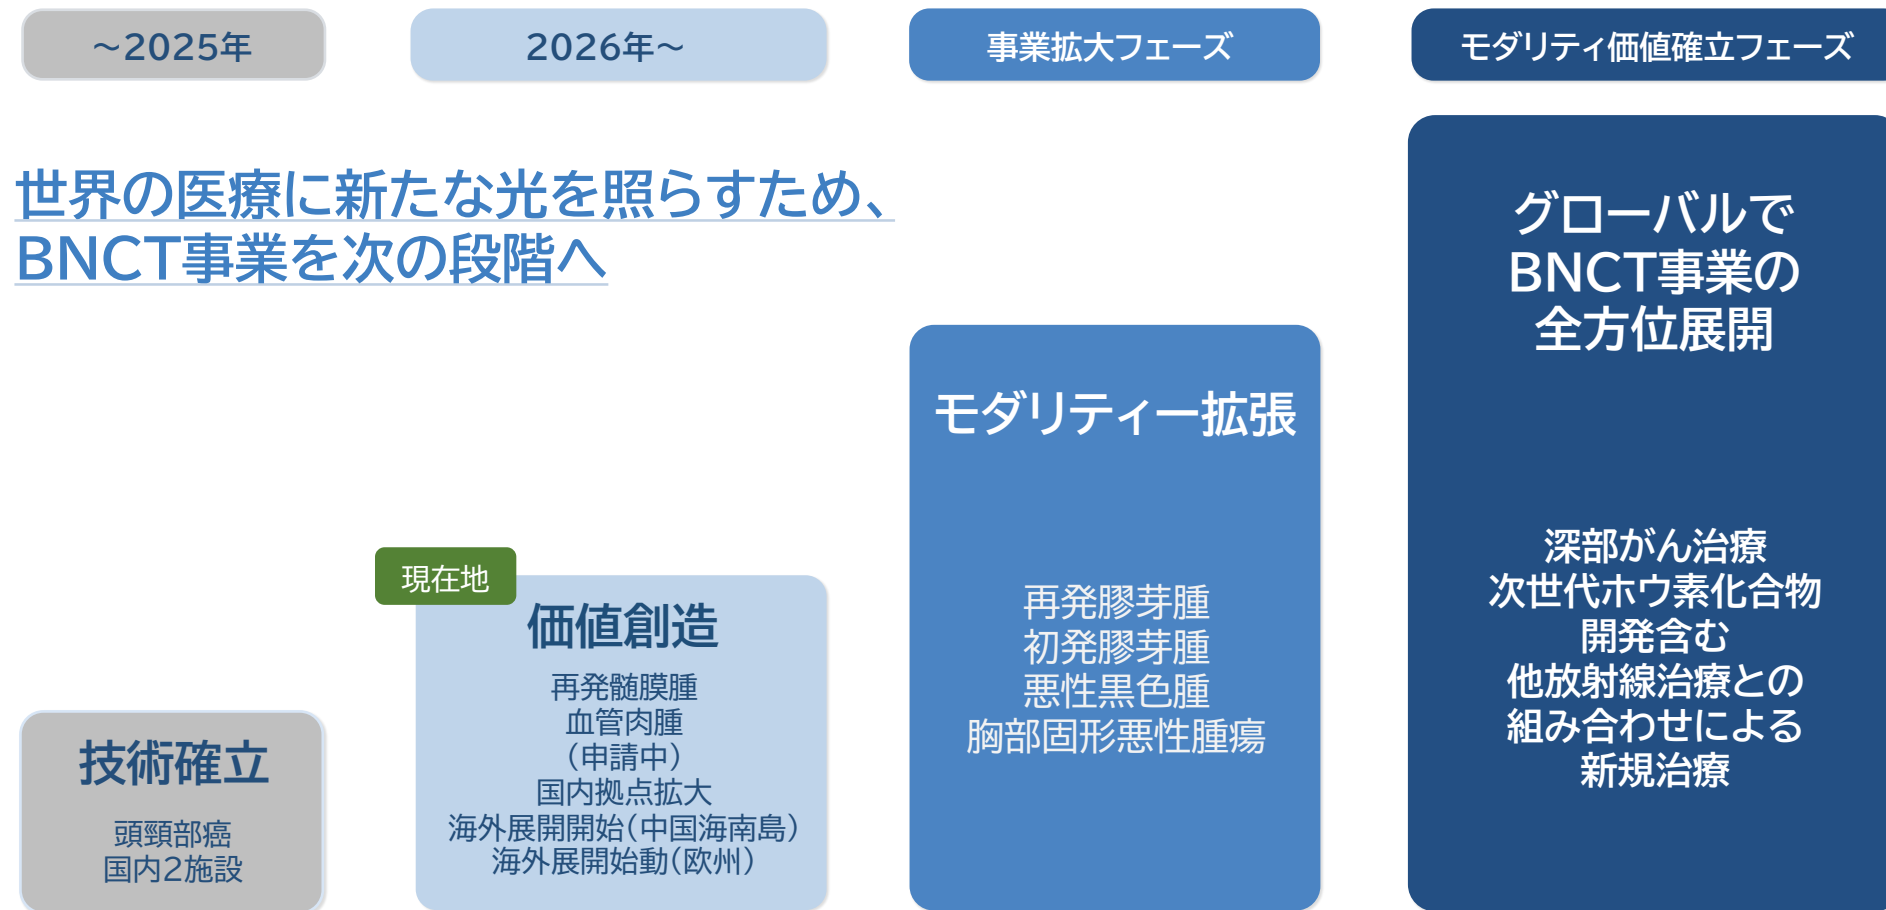 ～2025年
2026年～
事業拡大フェーズ
モダリティ価値確立フェーズ
世界の医療に新たな光を照らすため、
BNCT事業を次の段階へ
技術確立
頭頸部癌
国内2施設
現在地
価値創造
再発髄膜腫
血管肉腫
(申請中)
国内拠点拡大
海外展開開始(中国海南島)
海外展開始動(欧州)
モダリティー拡張
再発膠芽腫
初発膠芽腫
悪性黒色腫
胸部固形悪性腫瘍
グローバルで
BNCT事業の
全方位展開
深部がん治療
次世代ホウ素化合物
開発含む
他放射線治療との
組み合わせによる
新規治療